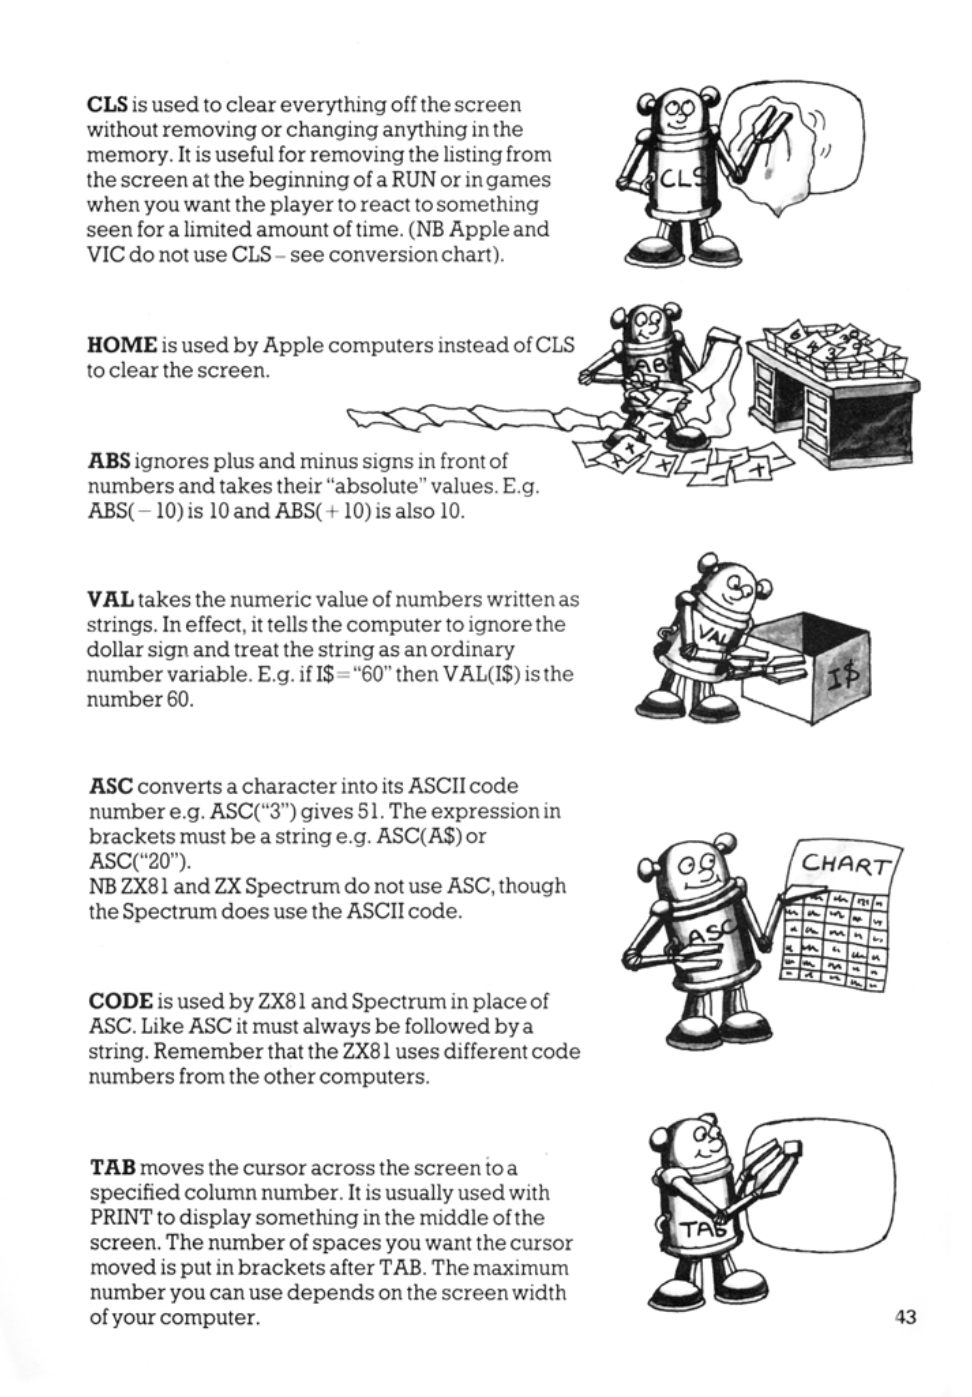 CLS is used to clear everything off the screen
without removing or changing anything in the
memory. It is useful for removing the listing from
the screen at the beginning of a RUN or in games
when you want the player to react to something
seen for a limited amount of time. (NB Apple and
VIC do not use CLS – see conversion chart).
CLS
HOME is used by Apple computers instead of CLS
to clear the screen.
ABS
6 4 3
ABS ignores plus and minus signs in front of
numbers and takes their “absolute” values. E.g.
ABS(– 10) is 10 and ABS(+ 10) is also 10.
VAL takes the numeric value of numbers written as
strings. In effect, it tells the computer to ignore the
dollar sign and treat the string as an ordinary
number variable. E.g. if I$=“60” then VAL(I$) is the
number 60.
VAL
I$
ASC converts a character into its ASCII code
number e.g. ASC(“3”) gives 51. The expression in
brackets must be a string e.g. ASC(A$) or
ASC(“20”).
NB ZX81 and ZX Spectrum do not use ASC, though
the Spectrum does use the ASCII code.
CHART
ASC
CODE is used by ZX81 and Spectrum in place of
ASC. Like ASC it must always be followed by a
string. Remember that the ZX81 uses different code
numbers from the other computers.
TAB moves the cursor across the screen to a
specified column number. It is usually used with
PRINT to display something in the middle of the
screen. The number of spaces you want the cursor
moved is put in brackets after TAB. The maximum
number you can use depends on the screen width
of your computer.
TAB
43